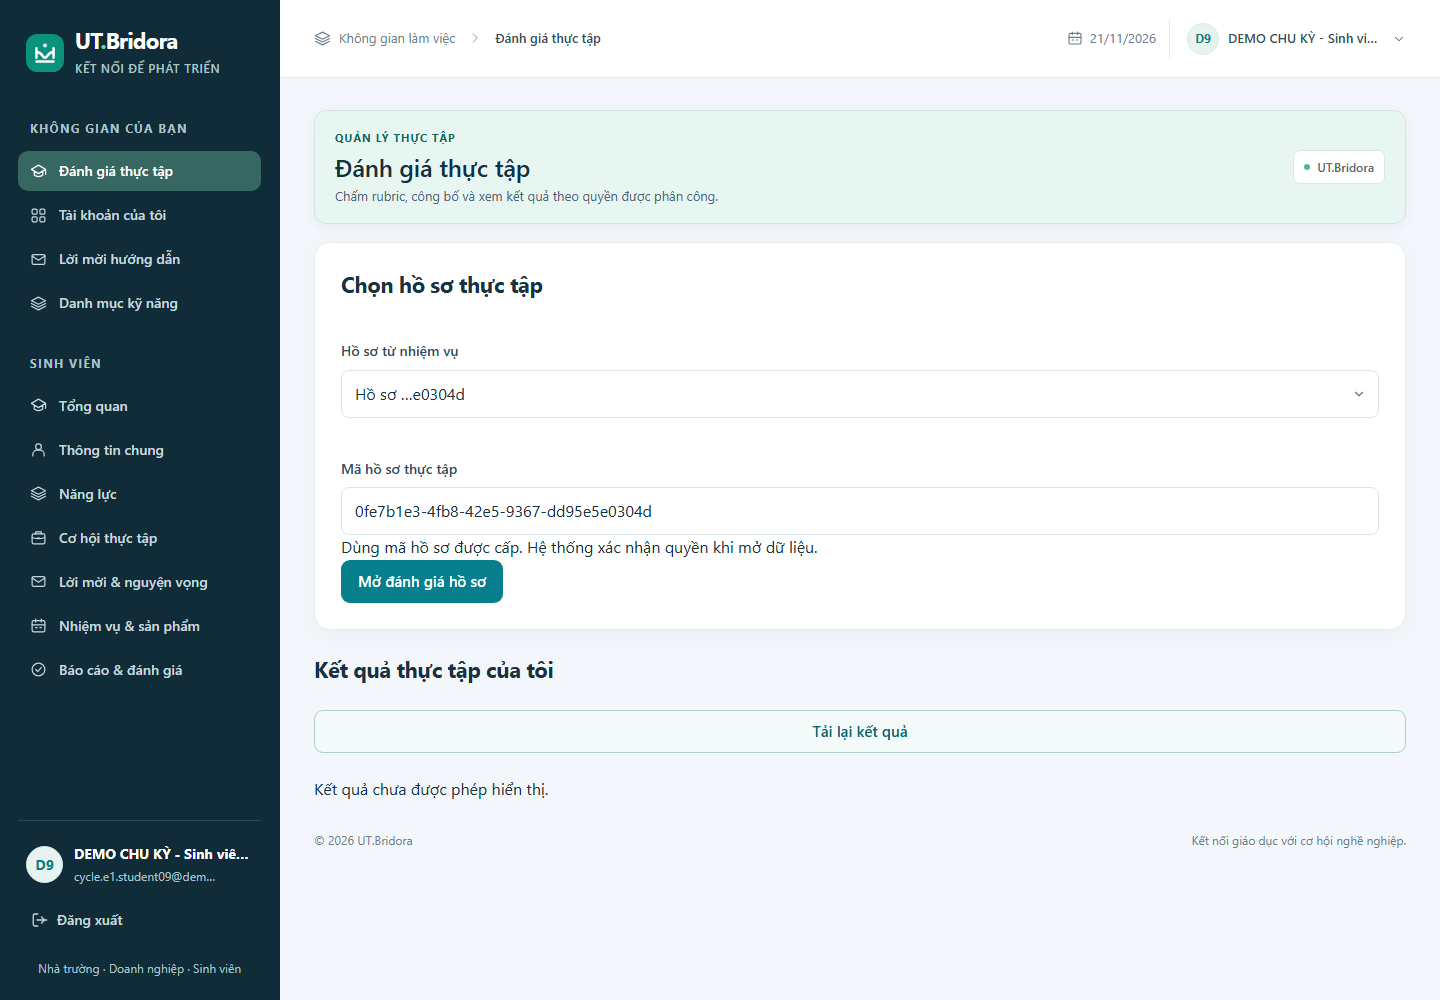 UT.Bridora
KẾT NỐI ĐỂ PHÁT TRIỂN
KHÔNG GIAN CỦA BẠN
Đánh giá thực tập
Tài khoản của tôi
Lời mời hướng dẫn
Danh mục kỹ năng
SINH VIÊN
Tổng quan
Thông tin chung
Năng lực
Cơ hội thực tập
Lời mời & nguyện vọng
Nhiệm vụ & sản phẩm
Báo cáo & đánh giá
D9
DEMO CHU KỲ - Sinh viê...
cycle.e1.student09@dem...
Đăng xuất
Nhà trường · Doanh nghiệp · Sinh viên
Không gian làm việc
Đánh giá thực tập
21/11/2026
D9
DEMO CHU KỲ - Sinh vi...
QUẢN LÝ THỰC TẬP
Đánh giá thực tập
Chấm rubric, công bố và xem kết quả theo quyền được phân công.
UT.Bridora
Chọn hồ sơ thực tập
Hồ sơ từ nhiệm vụ
Hồ sơ ...e0304d
Mã hồ sơ thực tập
0fe7b1e3-4fb8-42e5-9367-dd95e5e0304d
Dùng mã hồ sơ được cấp. Hệ thống xác nhận quyền khi mở dữ liệu.
Mở đánh giá hồ sơ
Kết quả thực tập của tôi
Tải lại kết quả
Kết quả chưa được phép hiển thị.
© 2026 UT.Bridora
Kết nối giáo dục với cơ hội nghề nghiệp.